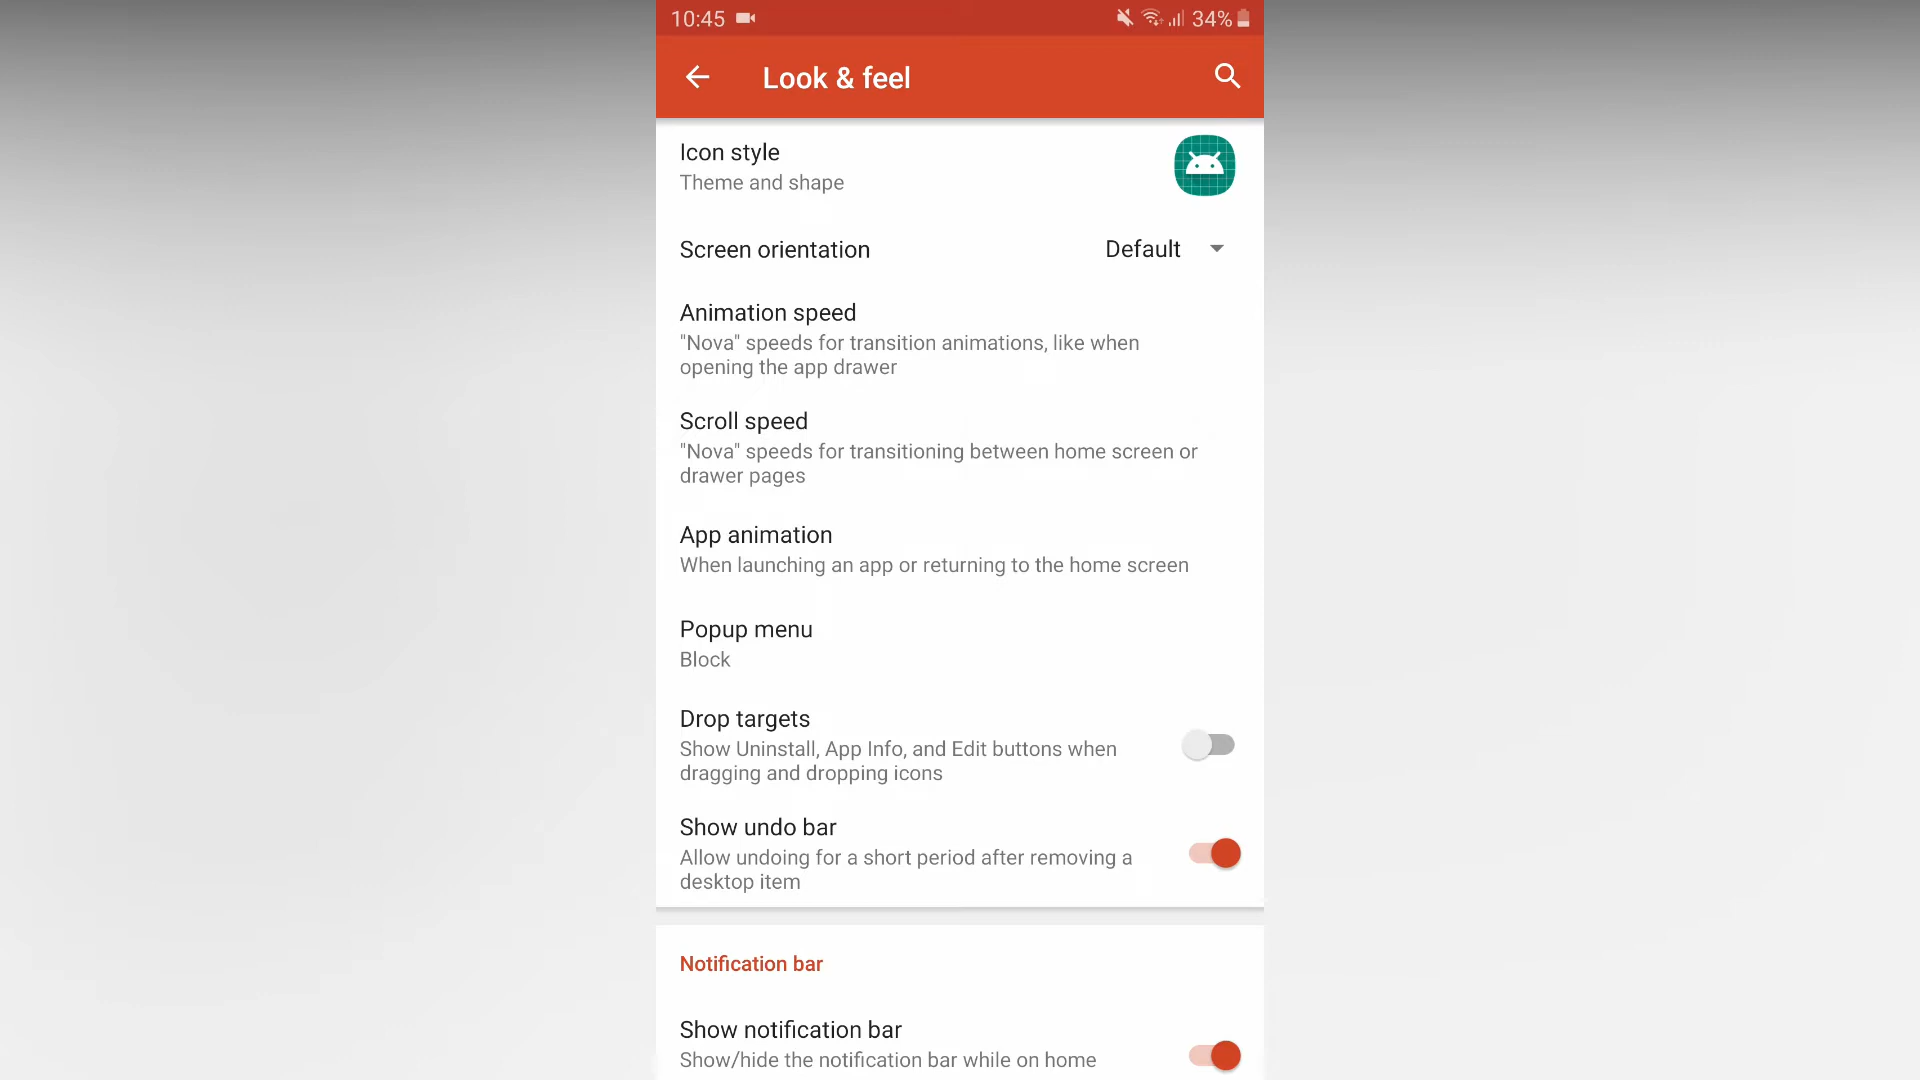 10:45
34%
Look & feel
Icon style
Theme and shape
Screen orientation
Default
Animation speed
"Nova" speeds for transition animations, like when
opening the app drawer
Scroll speed
"Nova" speeds for transitioning between home screen or
drawer pages
App animation
When launching an app or returning to the home screen
Popup menu
Block
Drop targets
Show Uninstall, App Info, and Edit buttons when
dragging and dropping icons
Show undo bar
Allow undoing for a short period after removing a
desktop item
Notification bar
Show notification bar
Show/hide the notification bar while on home